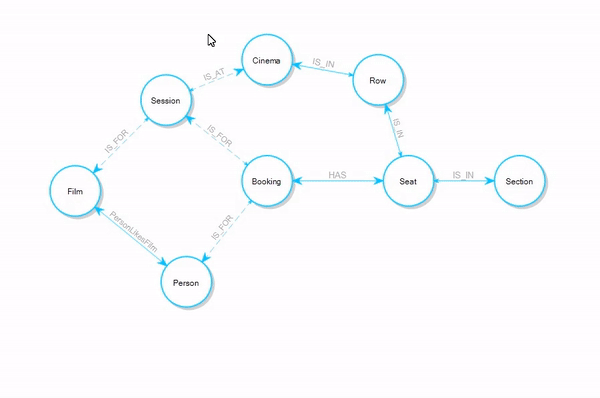 Cinema
IS_IN
Row
IS_AT
Session
IS_FOR
IS_FOR
IS_IN
Film
Booking
HAS
Seat
IS_IN
Section
PersonLikesFilm
IS_FOR
Person